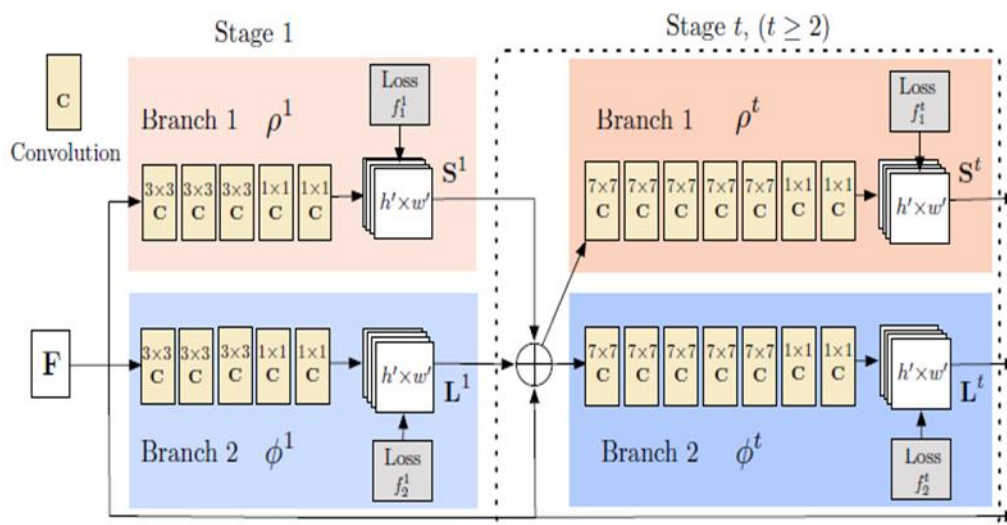 Stage 1
Stage t, (t ≥ 2)
C
Convolution
Branch 1 ρ¹
Loss
f₁¹
3×3 3×3 3×3 1×1 1×1
C C C C C
h'×w'
S¹
Branch 1 ρᵗ
Loss
f₁ᵗ
7×7 7×7 7×7 7×7 7×7 1×1 1×1
C C C C C C C
h'×w'
Sᵗ
F
3×3 3×3 3×3 1×1 1×1
C C C C C
h'×w'
L¹
Branch 2 ϕ¹
Loss
f₂¹
7×7 7×7 7×7 7×7 7×7 1×1 1×1
C C C C C C C
h'×w'
Lᵗ
Branch 2 ϕᵗ
Loss
f₂ᵗ